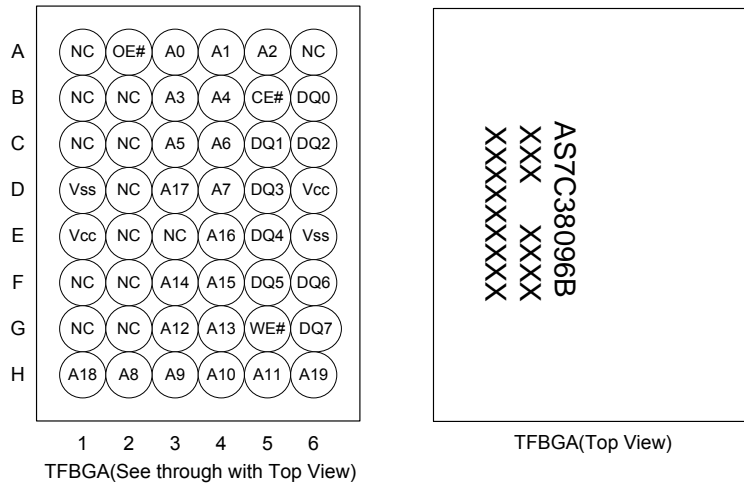 A NC OE# A0 A1 A2 NC
B NC NC A3 A4 CE# DQ0
C NC NC A5 A6 DQ1 DQ2
D Vss NC A17 A7 DQ3 Vcc
E Vcc NC NC A16 DQ4 Vss
F NC NC A14 A15 DQ5 DQ6
G NC NC A12 A13 WE# DQ7
H A18 A8 A9 A10 A11 A19
1 2 3 4 5 6
TFBGA(See through with Top View)
AS7C38096B
XXX XXXX
XXXXXXXXX
TFBGA(Top View)